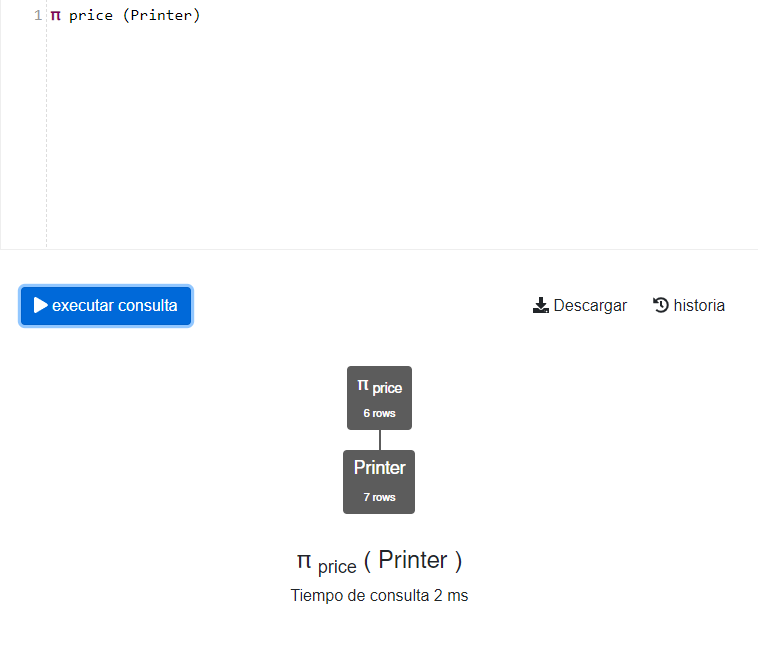 1 π price (Printer)
executar consulta
Descargar
historia
π price
6 rows
Printer
7 rows
π price ( Printer )
Tiempo de consulta 2 ms